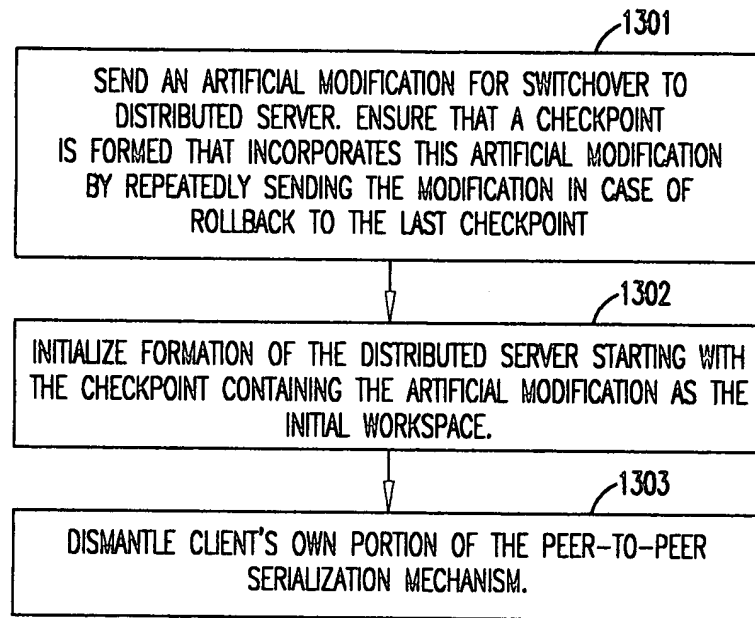 1301
SEND AN ARTIFICIAL MODIFICATION FOR SWITCHOVER TO
DISTRIBUTED SERVER. ENSURE THAT A CHECKPOINT
IS FORMED THAT INCORPORATES THIS ARTIFICIAL MODIFICATION
BY REPEATEDLY SENDING THE MODIFICATION IN CASE OF
ROLLBACK TO THE LAST CHECKPOINT
1302
INITIALIZE FORMATION OF THE DISTRIBUTED SERVER STARTING WITH
THE CHECKPOINT CONTAINING THE ARTIFICIAL MODIFICATION AS THE
INITIAL WORKSPACE.
1303
DISMANTLE CLIENT'S OWN PORTION OF THE PEER-TO-PEER
SERIALIZATION MECHANISM.